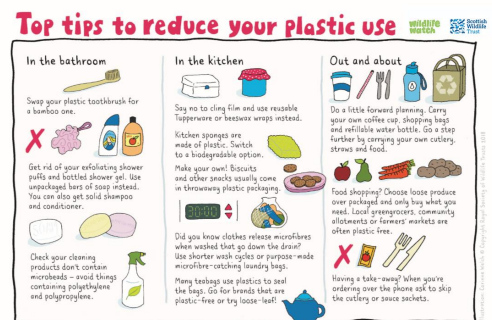 Top tips to reduce your plastic use
wildlife
watch
Scottish
Wildlife
Trust
In the bathroom
Swap your plastic toothbrush for
a bamboo one.
Get rid of your exfoliating shower
puffs and bottled shower gel. Use
unpackaged bars of soap instead.
You can also get solid shampoo
and conditioner.
Check your cleaning
products don't contain
microbeads - avoid things
containing polyethylene
and polypropylene.
In the kitchen
Say no to cling film and use reusable
Tupperware or beeswax wraps instead.
Kitchen sponges are
made of plastic. Switch
to a biodegradable option.
Make your own! Biscuits
and other snacks usually come
in throwaway plastic packaging.
30:00
Did you know clothes release microfibres
when washed that go down the drain?
Use shorter wash cycles or purpose-made
microfibre-catching laundry bags.
Many teabags use plastics to seal
the bags. Go for brands that are
plastic-free or try loose-leaf!
Out and about
Do a little forward planning. Carry
your own coffee cup, shopping bags
and refillable water bottle. Go a step
further by carrying your own cutlery,
straws and food.
Food shopping? Choose loose produce
over packaged and only buy what you
need. Local greengrocers, community
allotments or farmers' markets are
often plastic free.
Having a take-away? When you're
ordering over the phone ask to skip
the cutlery or sauce sachets.